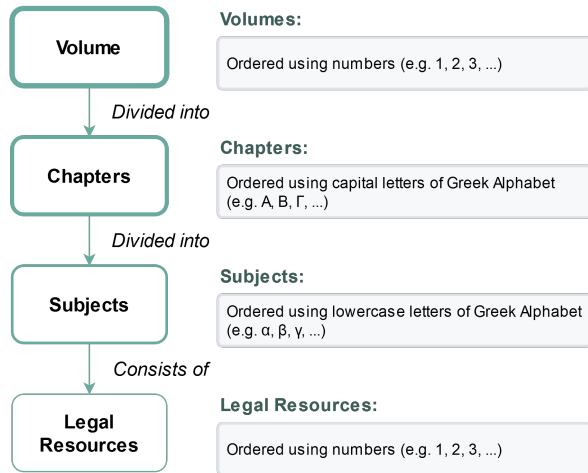 Volume
Volumes:
Ordered using numbers (e.g. 1, 2, 3, ...)
Divided into
Chapters
Chapters:
Ordered using capital letters of Greek Alphabet
(e.g. Α, Β, Γ, ...)
Divided into
Subjects
Subjects:
Ordered using lowercase letters of Greek Alphabet
(e.g. α, β, γ, ...)
Consists of
Legal
Resources
Legal Resources:
Ordered using numbers (e.g. 1, 2, 3, ...)